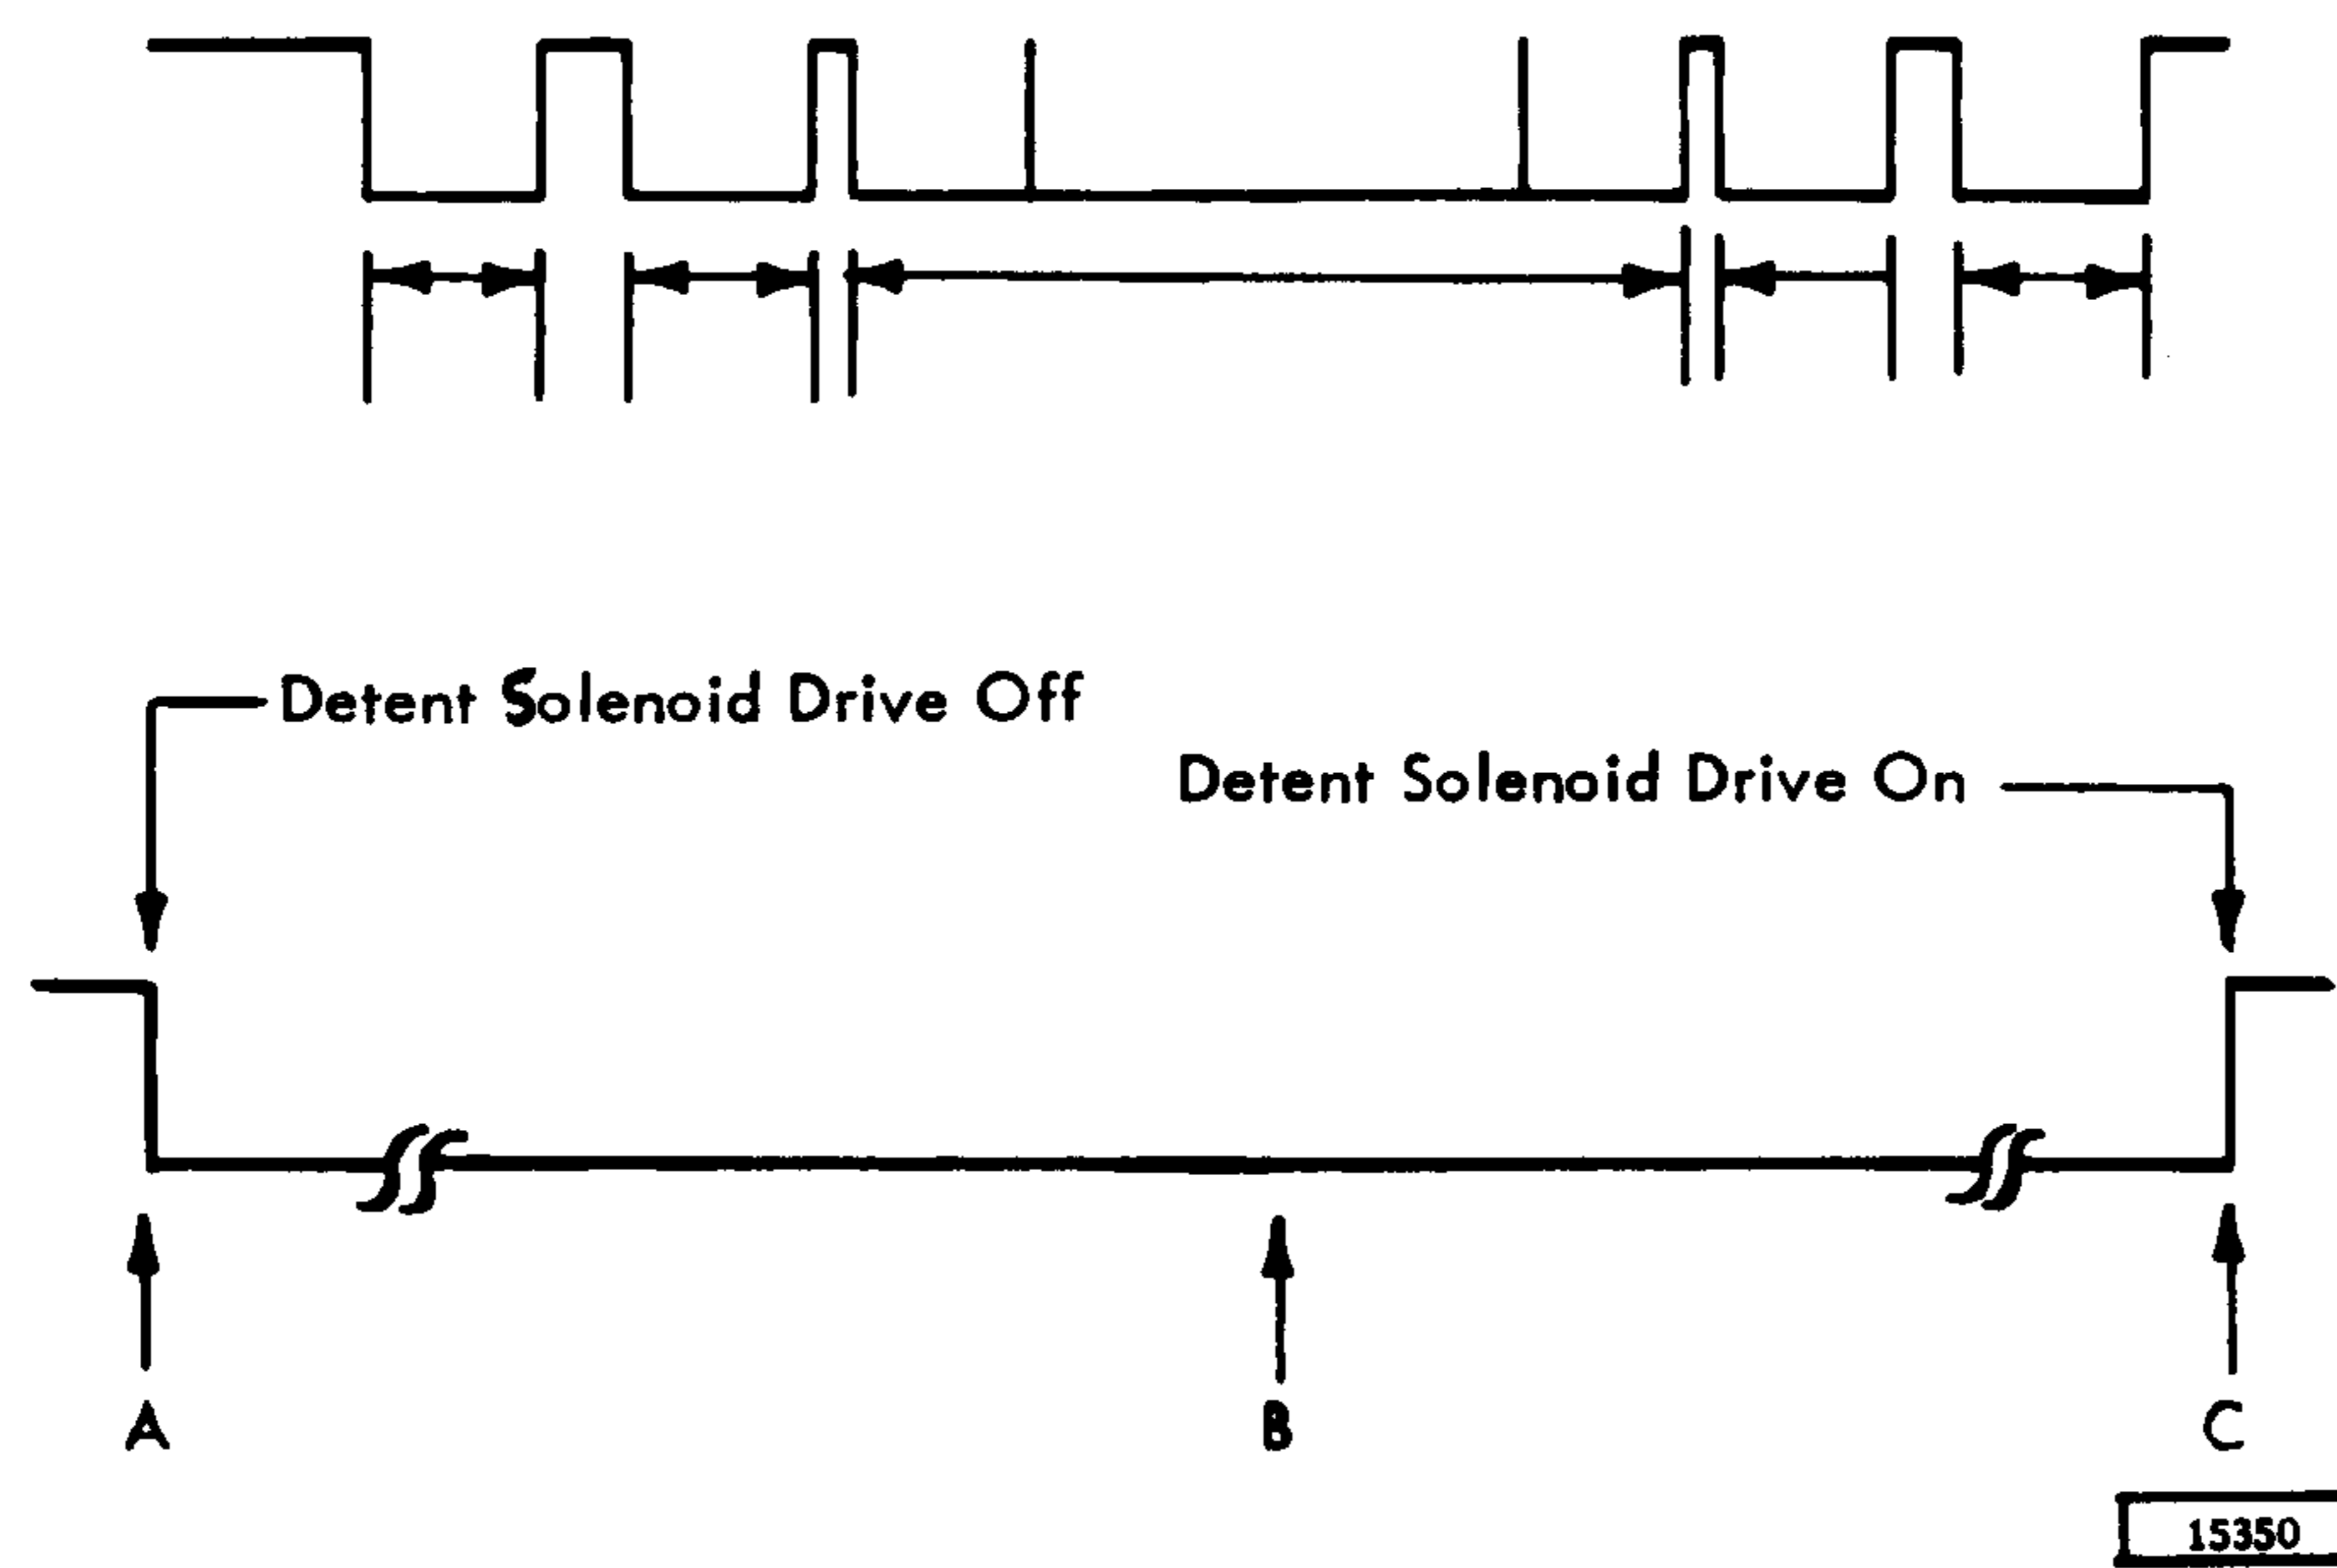 Detent Solenoid Drive Off
Detent Solenoid Drive On
A
B
C
15350